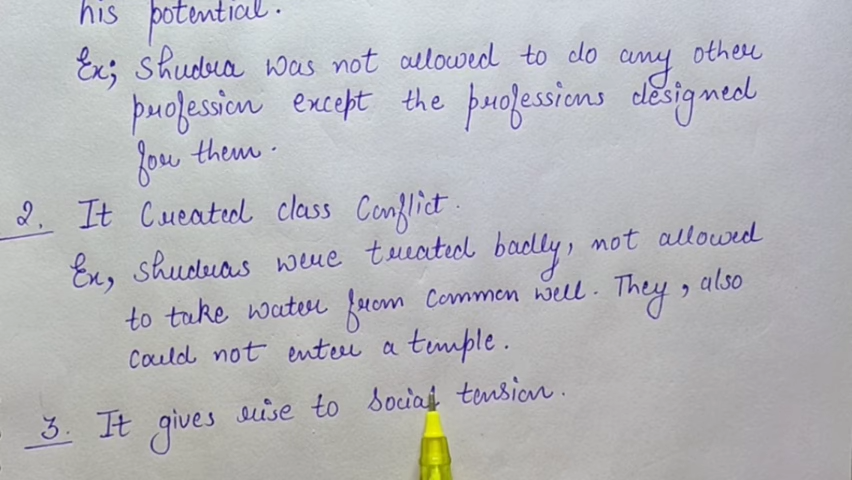 his potential.
Ex; Shudra was not allowed to do any other
profession except the professions designed
for them.
2. It Created class Conflict.
Ex, Shudras were treated badly, not allowed
to take water from common well. They, also
could not enter a temple.
3. It gives rise to social tension.